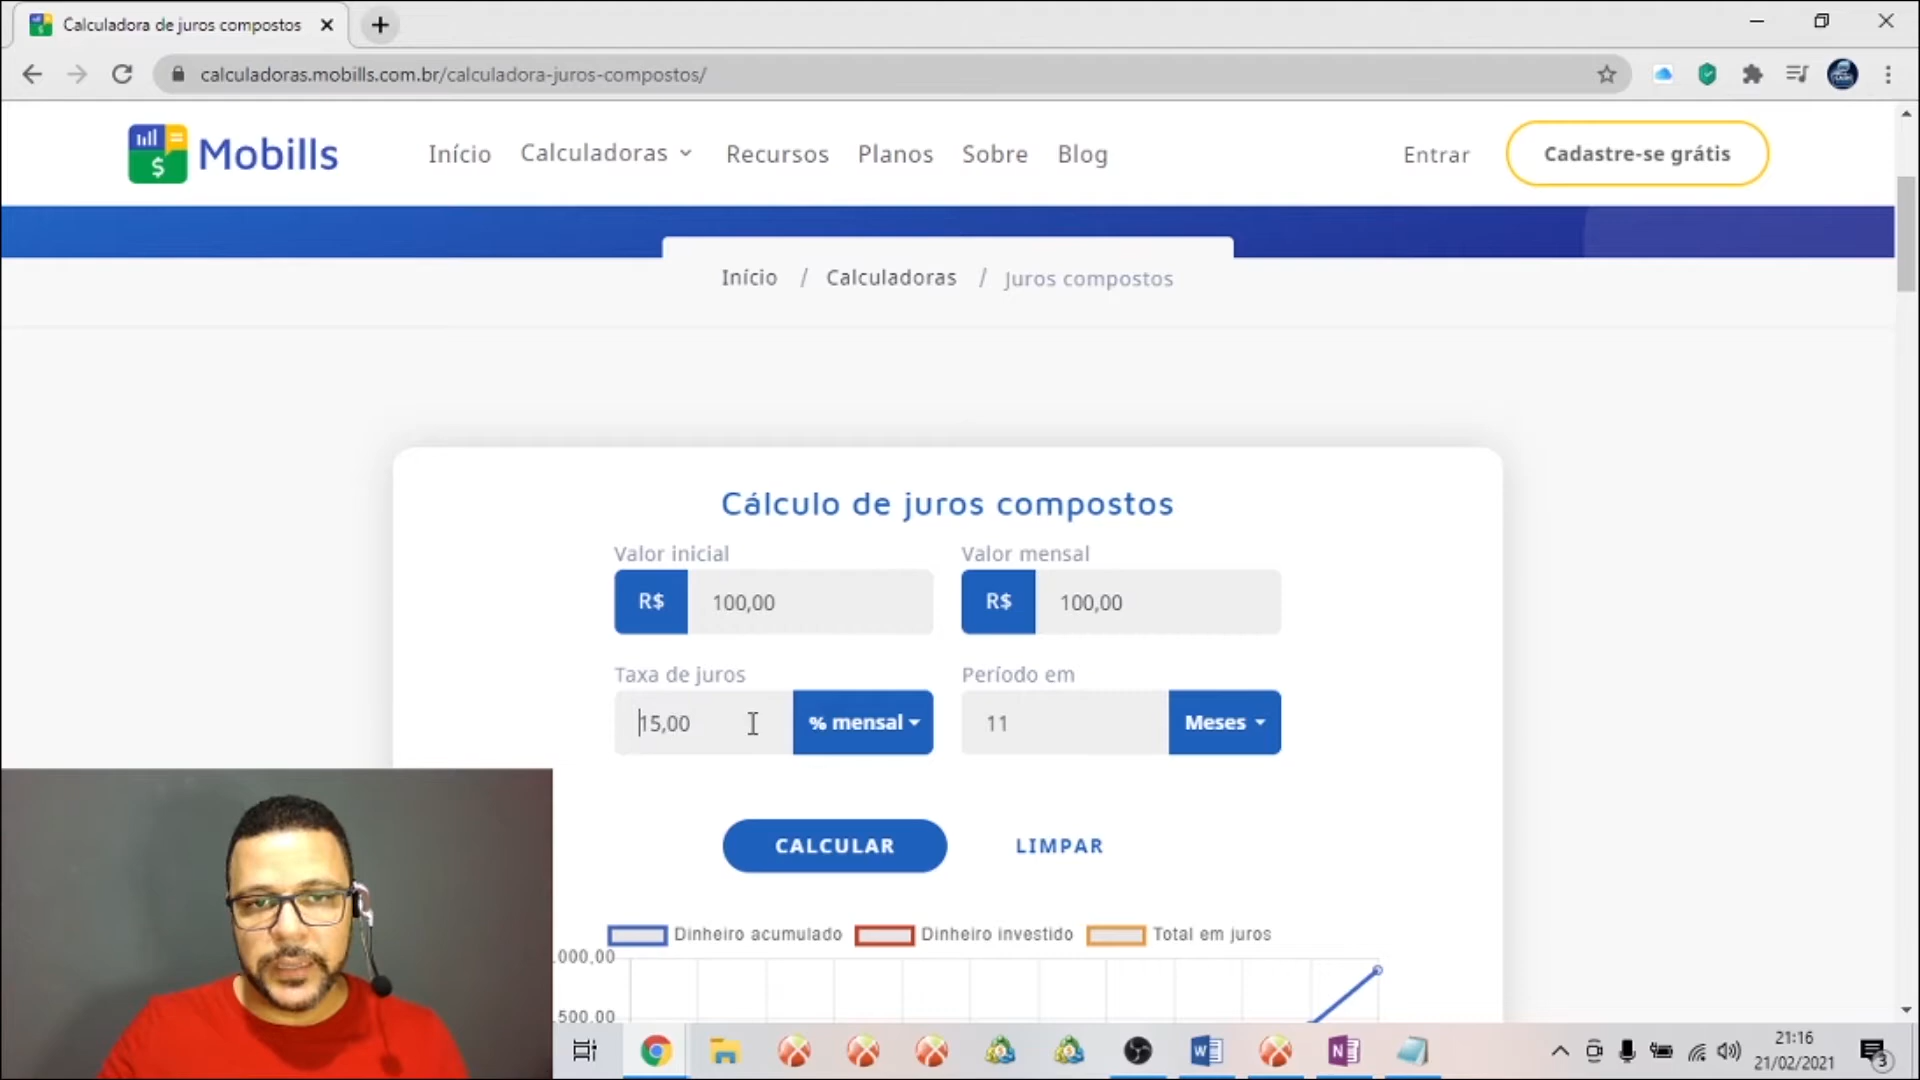 Calculadora de juros compostos
calculadoras.mobills.com.br/calculadora-juros-compostos/
$
Mobills
Início
Calculadoras
Recursos
Planos
Sobre
Blog
Entrar
Cadastre-se grátis
Início / Calculadoras / Juros compostos
Cálculo de juros compostos
Valor inicial
Valor mensal
R$ 100,00
R$ 100,00
Taxa de juros
Período em
15,00 % mensal
11 Meses
CALCULAR
LIMPAR
Dinheiro acumulado
Dinheiro investido
Total em juros
.000,00
.500,00
21:16
21/02/2021
3